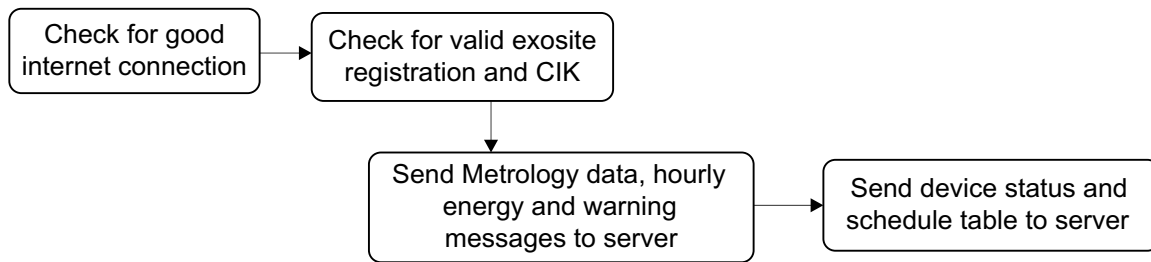 Check for good
internet connection
Check for valid exosite
registration and CIK
Send Metrology data, hourly
energy and warning
messages to server
Send device status and
schedule table to server